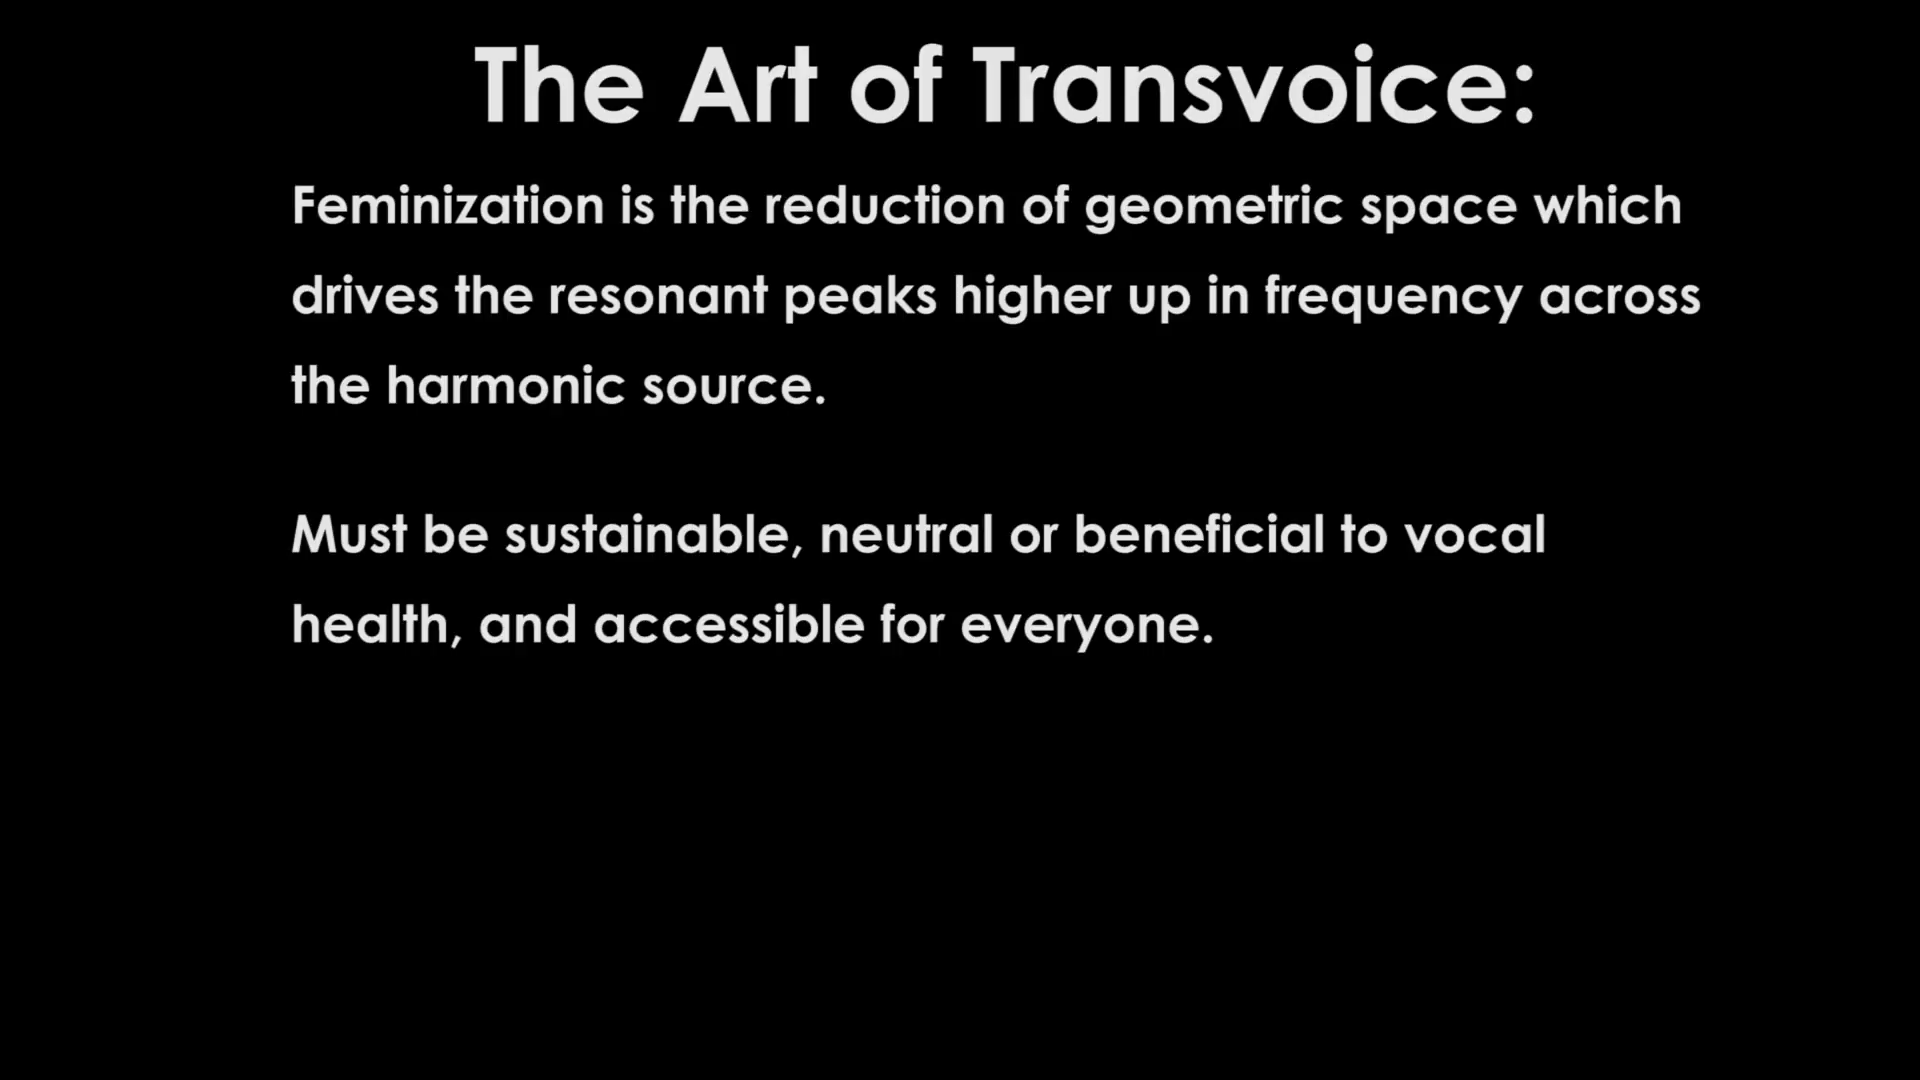 The Art of Transvoice:
Feminization is the reduction of geometric space which
drives the resonant peaks higher up in frequency across
the harmonic source.
Must be sustainable, neutral or beneficial to vocal
health, and accessible for everyone.